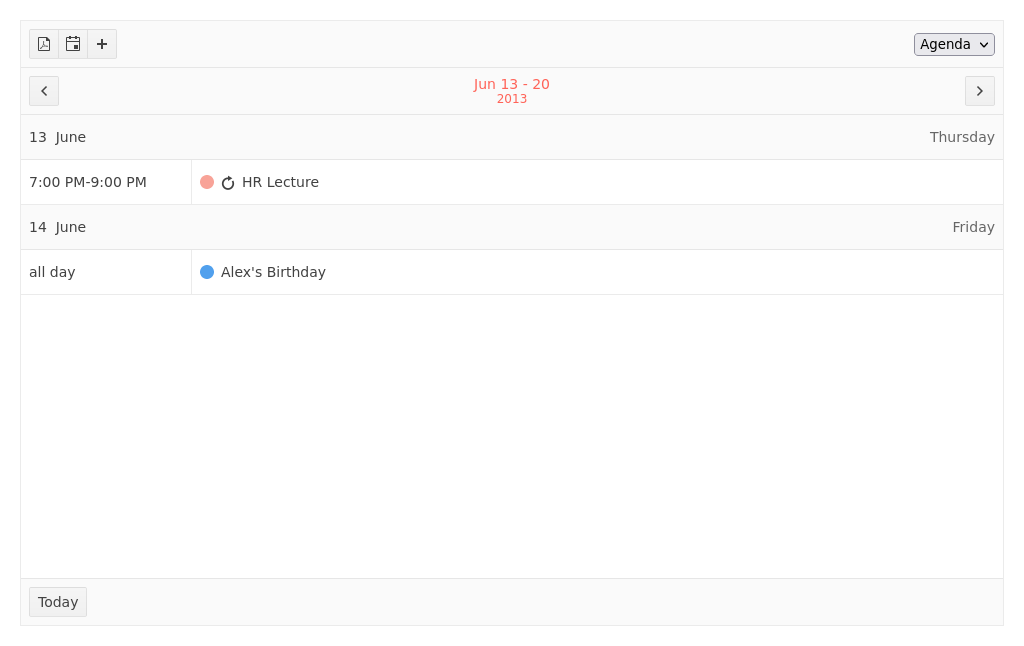 Agenda
Jun 13 - 20
2013
13 June Thursday
7:00 PM-9:00 PM HR Lecture
14 June Friday
all day Alex's Birthday
Today